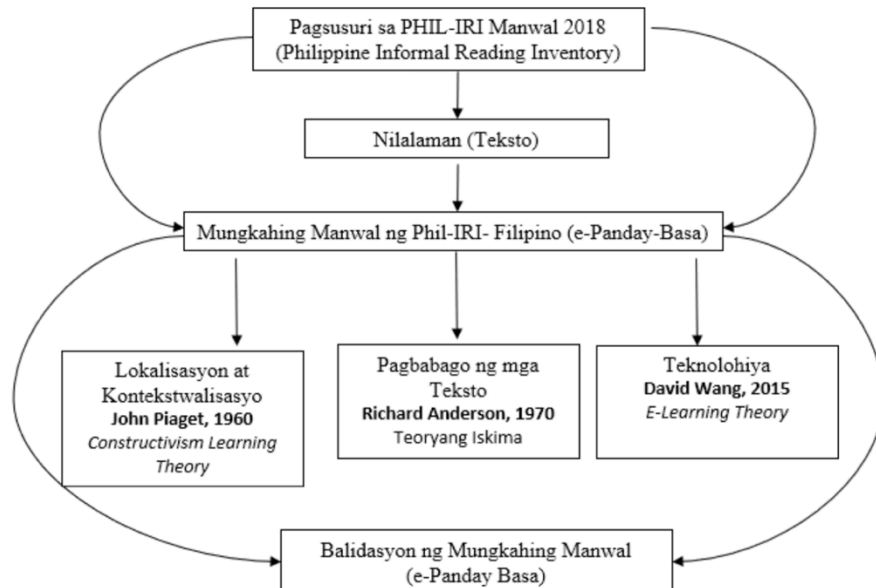 Pagsusuri sa PHIL-IRI Manwal 2018
(Philippine Informal Reading Inventory)
Nilalaman (Teksto)
Mungkahing Manwal ng Phil-IRI- Filipino (e-Panday-Basa)
Lokalisasyon at
Kontekstwalisasyo
John Piaget, 1960
Constructivism Learning
Theory
Pagbabago ng mga
Teksto
Richard Anderson, 1970
Teoryang Iskima
Teknolohiya
David Wang, 2015
E-Learning Theory
Balidasyon ng Mungkahing Manwal
(e-Panday Basa)